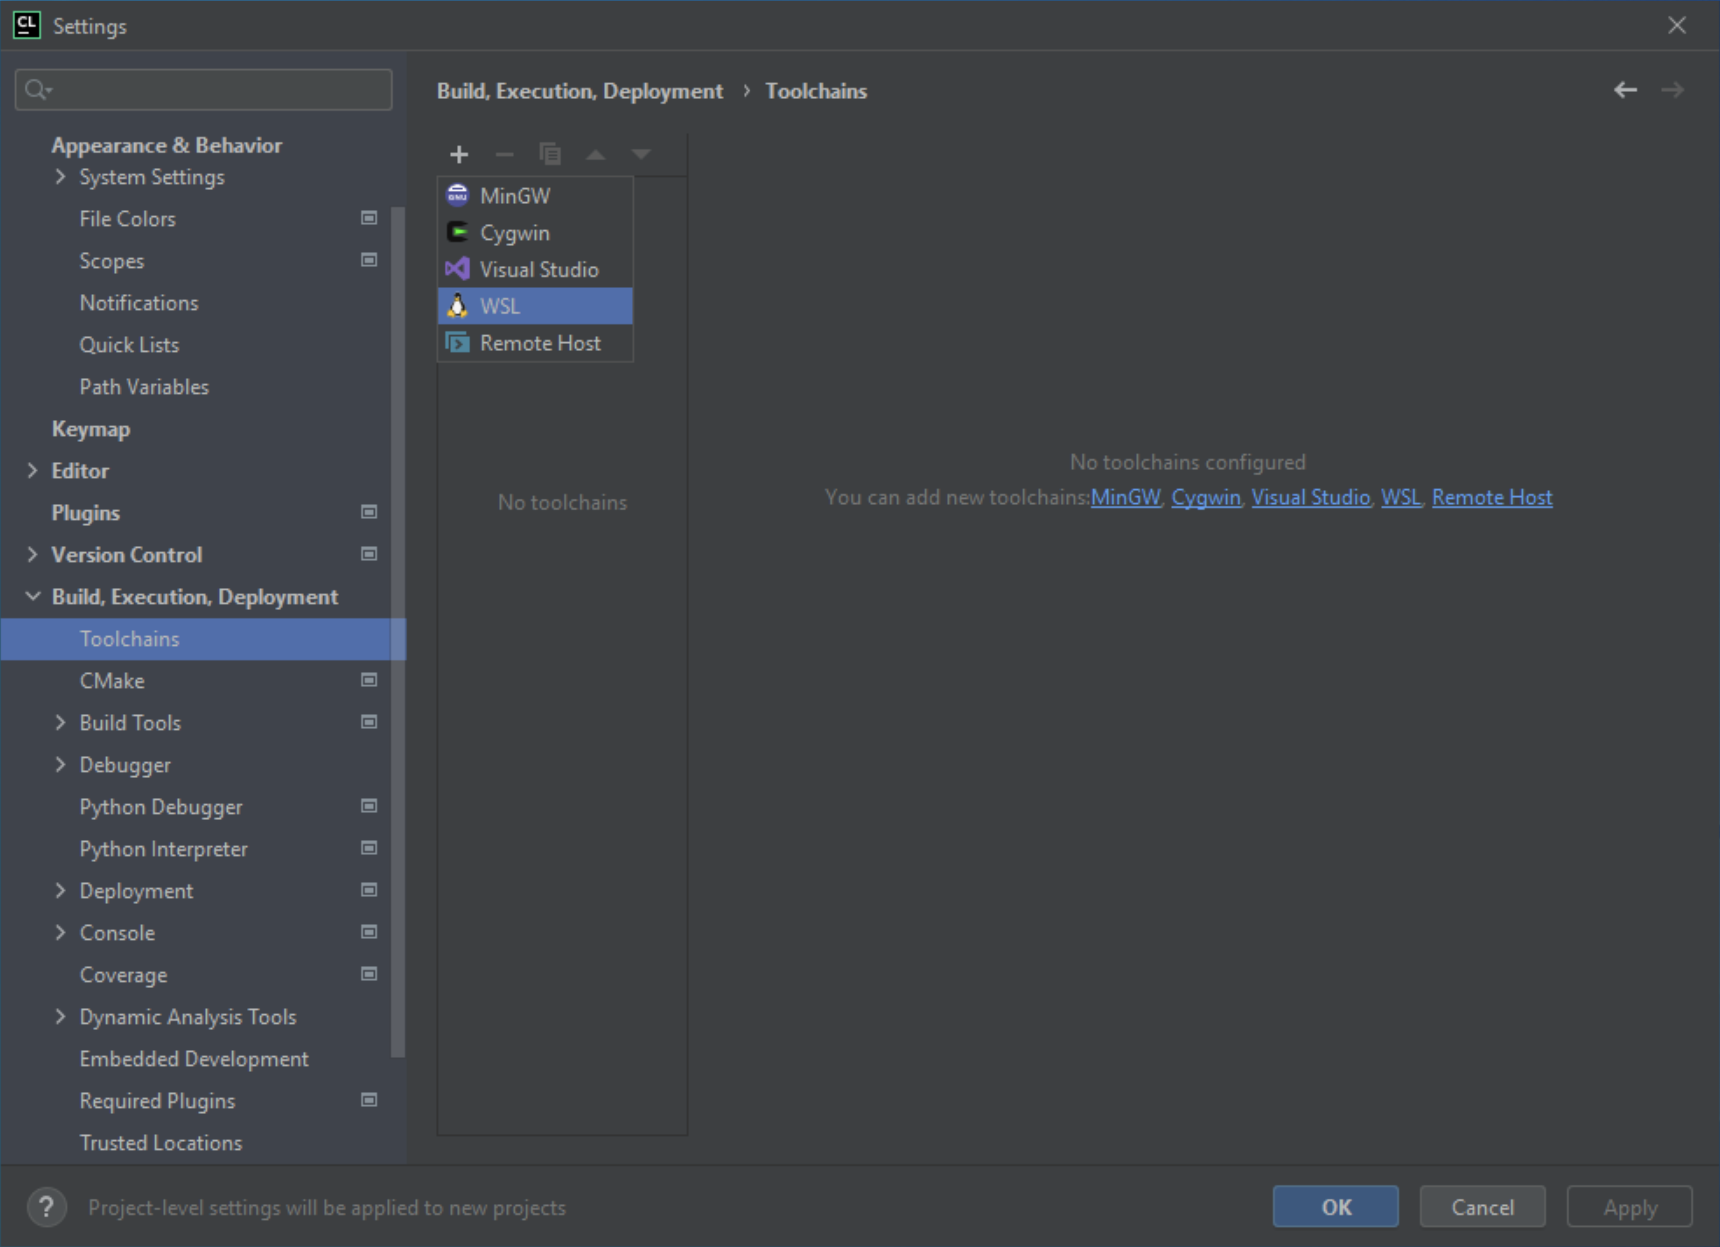 CL Settings
Appearance & Behavior
System Settings
File Colors
Scopes
Notifications
Quick Lists
Path Variables
Keymap
Editor
Plugins
Version Control
Build, Execution, Deployment
Toolchains
CMake
Build Tools
Debugger
Python Debugger
Python Interpreter
Deployment
Console
Coverage
Dynamic Analysis Tools
Embedded Development
Required Plugins
Trusted Locations
Build, Execution, Deployment › Toolchains
GNU MinGW
Cygwin
Visual Studio
WSL
Remote Host
No toolchains
No toolchains configured
You can add new toolchains:MinGW, Cygwin, Visual Studio, WSL, Remote Host
? Project-level settings will be applied to new projects
OK Cancel Apply